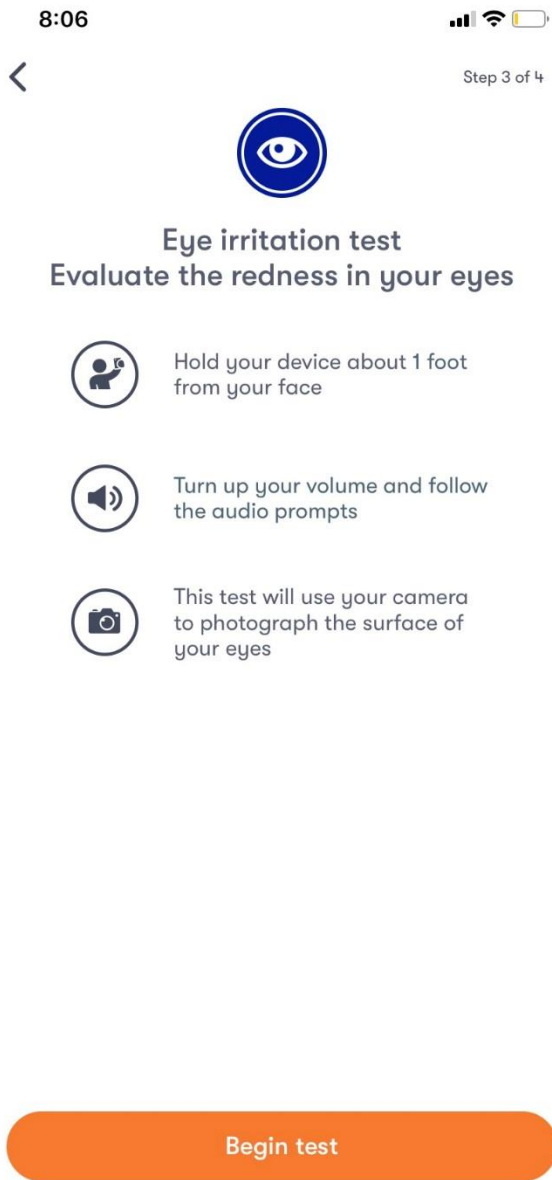 8:06
Step 3 of 4
Eye irritation test
Evaluate the redness in your eyes
Hold your device about 1 foot
from your face
Turn up your volume and follow
the audio prompts
This test will use your camera
to photograph the surface of
your eyes
Begin test